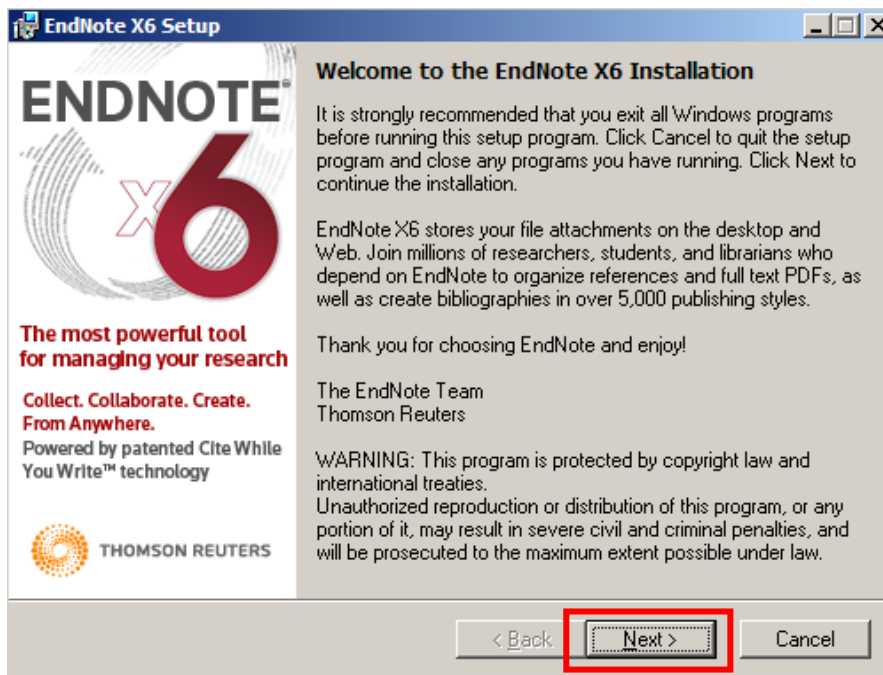 EndNote X6 Setup
ENDNOTE®
x6
The most powerful tool
for managing your research
Collect. Collaborate. Create.
From Anywhere.
Powered by patented Cite While
You Write™ technology
THOMSON REUTERS
Welcome to the EndNote X6 Installation
It is strongly recommended that you exit all Windows programs
before running this setup program. Click Cancel to quit the setup
program and close any programs you have running. Click Next to
continue the installation.
EndNote X6 stores your file attachments on the desktop and
Web. Join millions of researchers, students, and librarians who
depend on EndNote to organize references and full text PDFs, as
well as create bibliographies in over 5,000 publishing styles.
Thank you for choosing EndNote and enjoy!
The EndNote Team
Thomson Reuters
WARNING: This program is protected by copyright law and
international treaties.
Unauthorized reproduction or distribution of this program, or any
portion of it, may result in severe civil and criminal penalties, and
will be prosecuted to the maximum extent possible under law.
< Back
Next >
Cancel